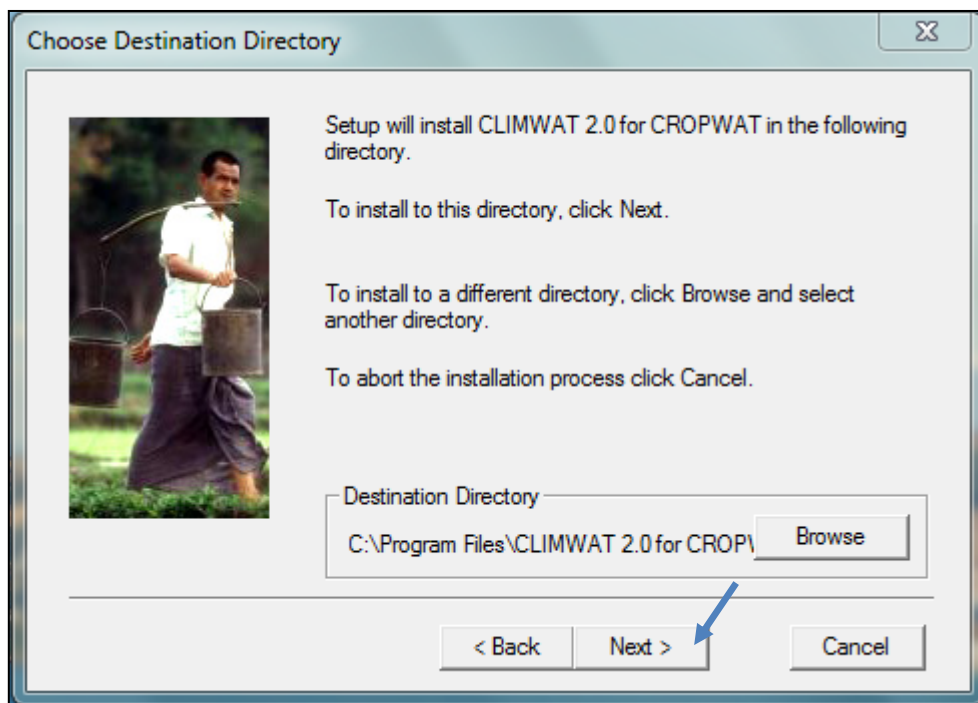 Choose Destination Directory
Setup will install CLIMWAT 2.0 for CROPWAT in the following
directory.
To install to this directory, click Next.
To install to a different directory, click Browse and select
another directory.
To abort the installation process click Cancel.
Destination Directory
C:\Program Files\CLIMWAT 2.0 for CROP
Browse
< Back
Next >
Cancel